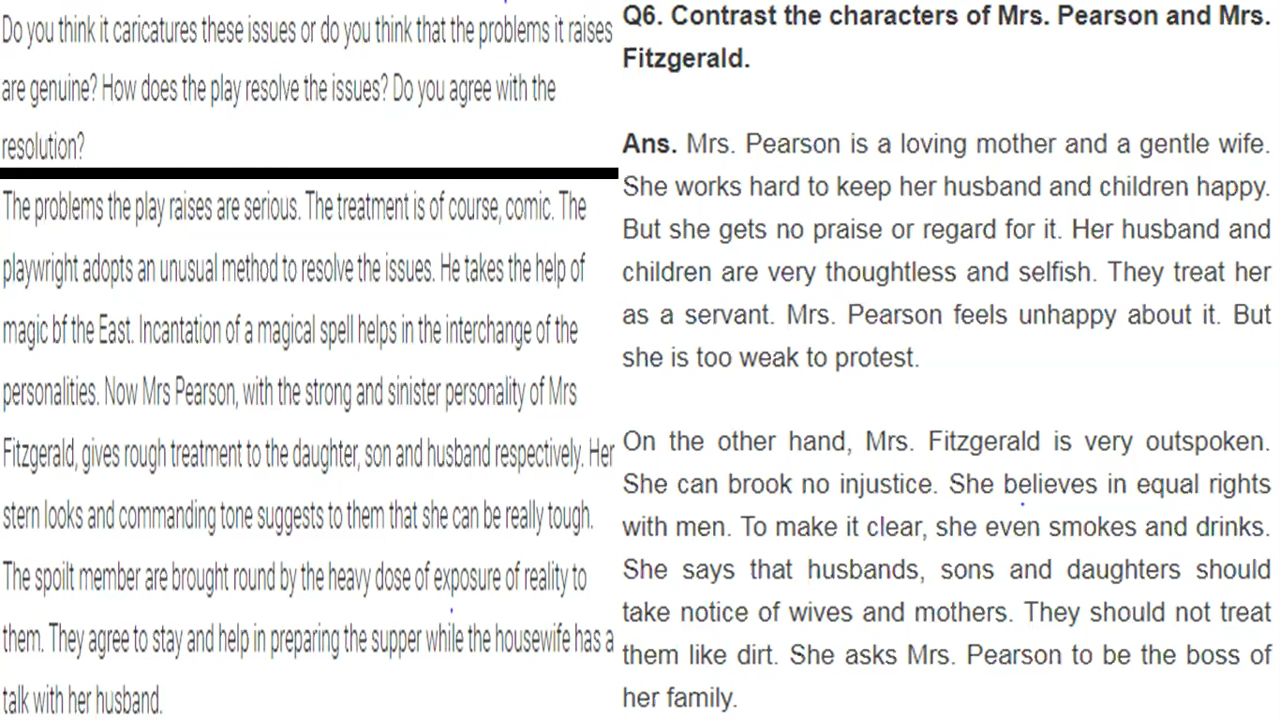 Do you think it caricatures these issues or do you think that the problems it raises
are genuine? How does the play resolve the issues? Do you agree with the
resolution?
The problems the play raises are serious. The treatment is of course, comic. The
playwright adopts an unusual method to resolve the issues. He takes the help of
magic bf the East. Incantation of a magical spell helps in the interchange of the
personalities. Now Mrs Pearson, with the strong and sinister personality of Mrs
Fitzgerald, gives rough treatment to the daughter, son and husband respectively. Her
stern looks and commanding tone suggests to them that she can be really tough.
The spoilt member are brought round by the heavy dose of exposure of reality to
them. They agree to stay and help in preparing the supper while the housewife has a
talk with her husband.
Q6. Contrast the characters of Mrs. Pearson and Mrs.
Fitzgerald.
Ans. Mrs. Pearson is a loving mother and a gentle wife.
She works hard to keep her husband and children happy.
But she gets no praise or regard for it. Her husband and
children are very thoughtless and selfish. They treat her
as a servant. Mrs. Pearson feels unhappy about it. But
she is too weak to protest.
On the other hand, Mrs. Fitzgerald is very outspoken.
She can brook no injustice. She believes in equal rights
with men. To make it clear, she even smokes and drinks.
She says that husbands, sons and daughters should
take notice of wives and mothers. They should not treat
them like dirt. She asks Mrs. Pearson to be the boss of
her family.